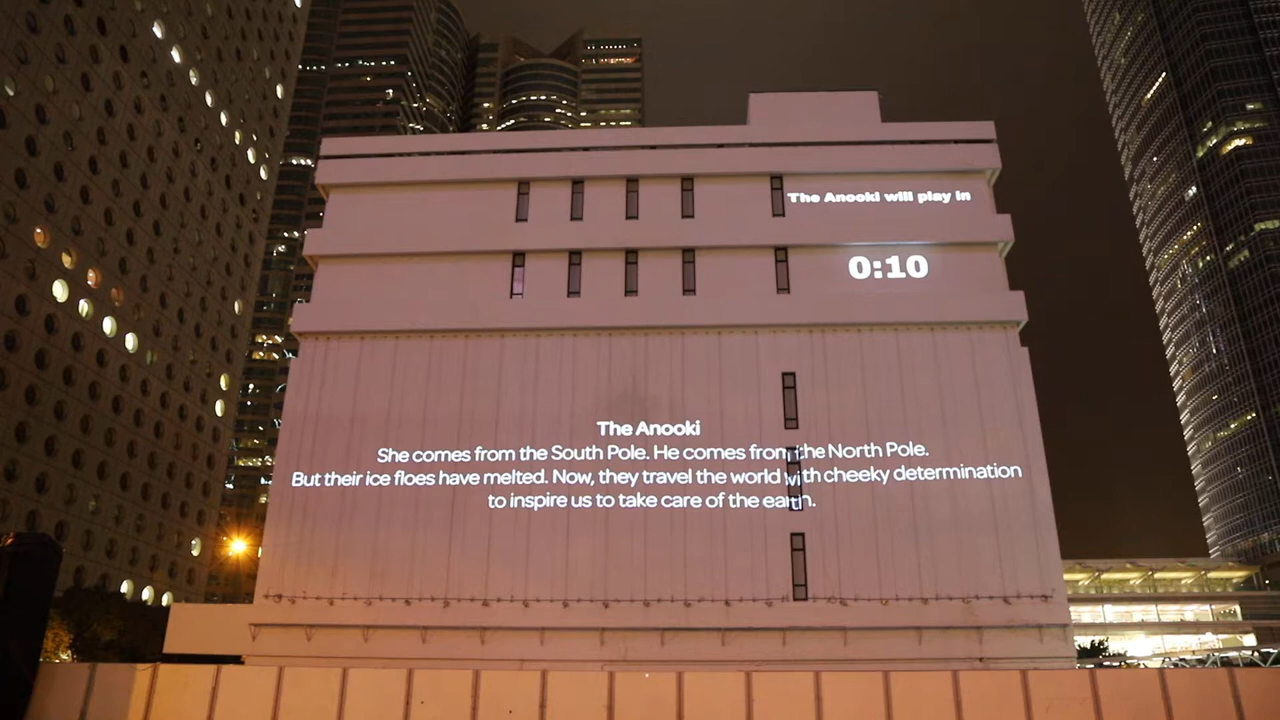 The Anooki will play in
0:10
The Anooki
She comes from the South Pole. He comes from the North Pole.
But their ice floes have melted. Now, they travel the world with cheeky determination
to inspire us to take care of the earth.